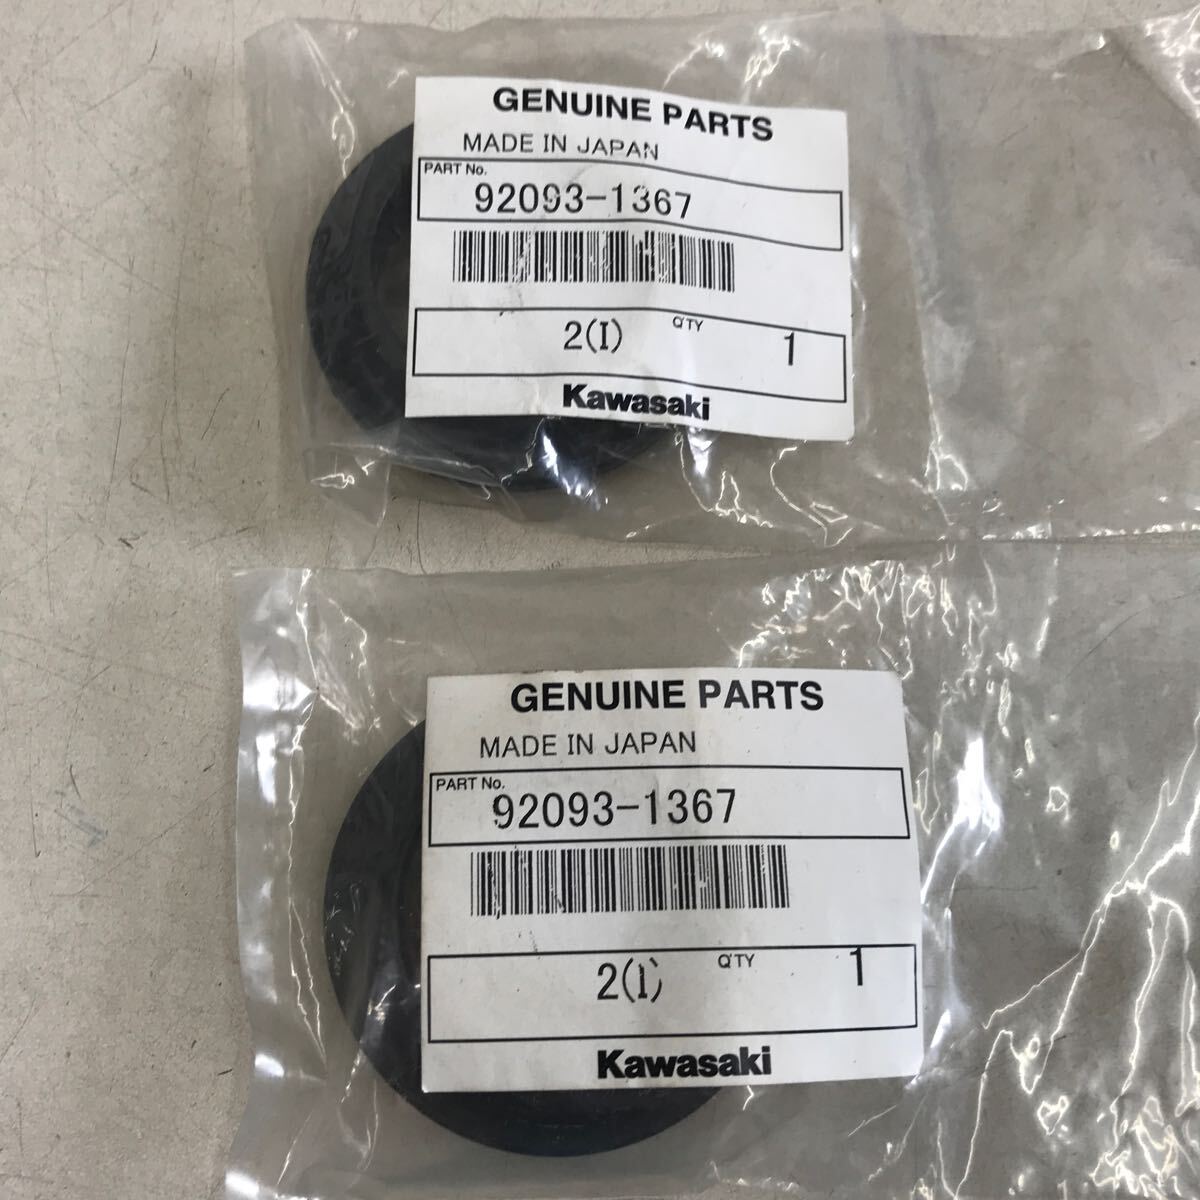 GENUINE PARTS
MADE IN JAPAN
PART No.
92093-1367
2(I) Q'TY 1
Kawasaki
GENUINE PARTS
MADE IN JAPAN
PART No.
92093-1367
2(I) Q'TY 1
Kawasaki